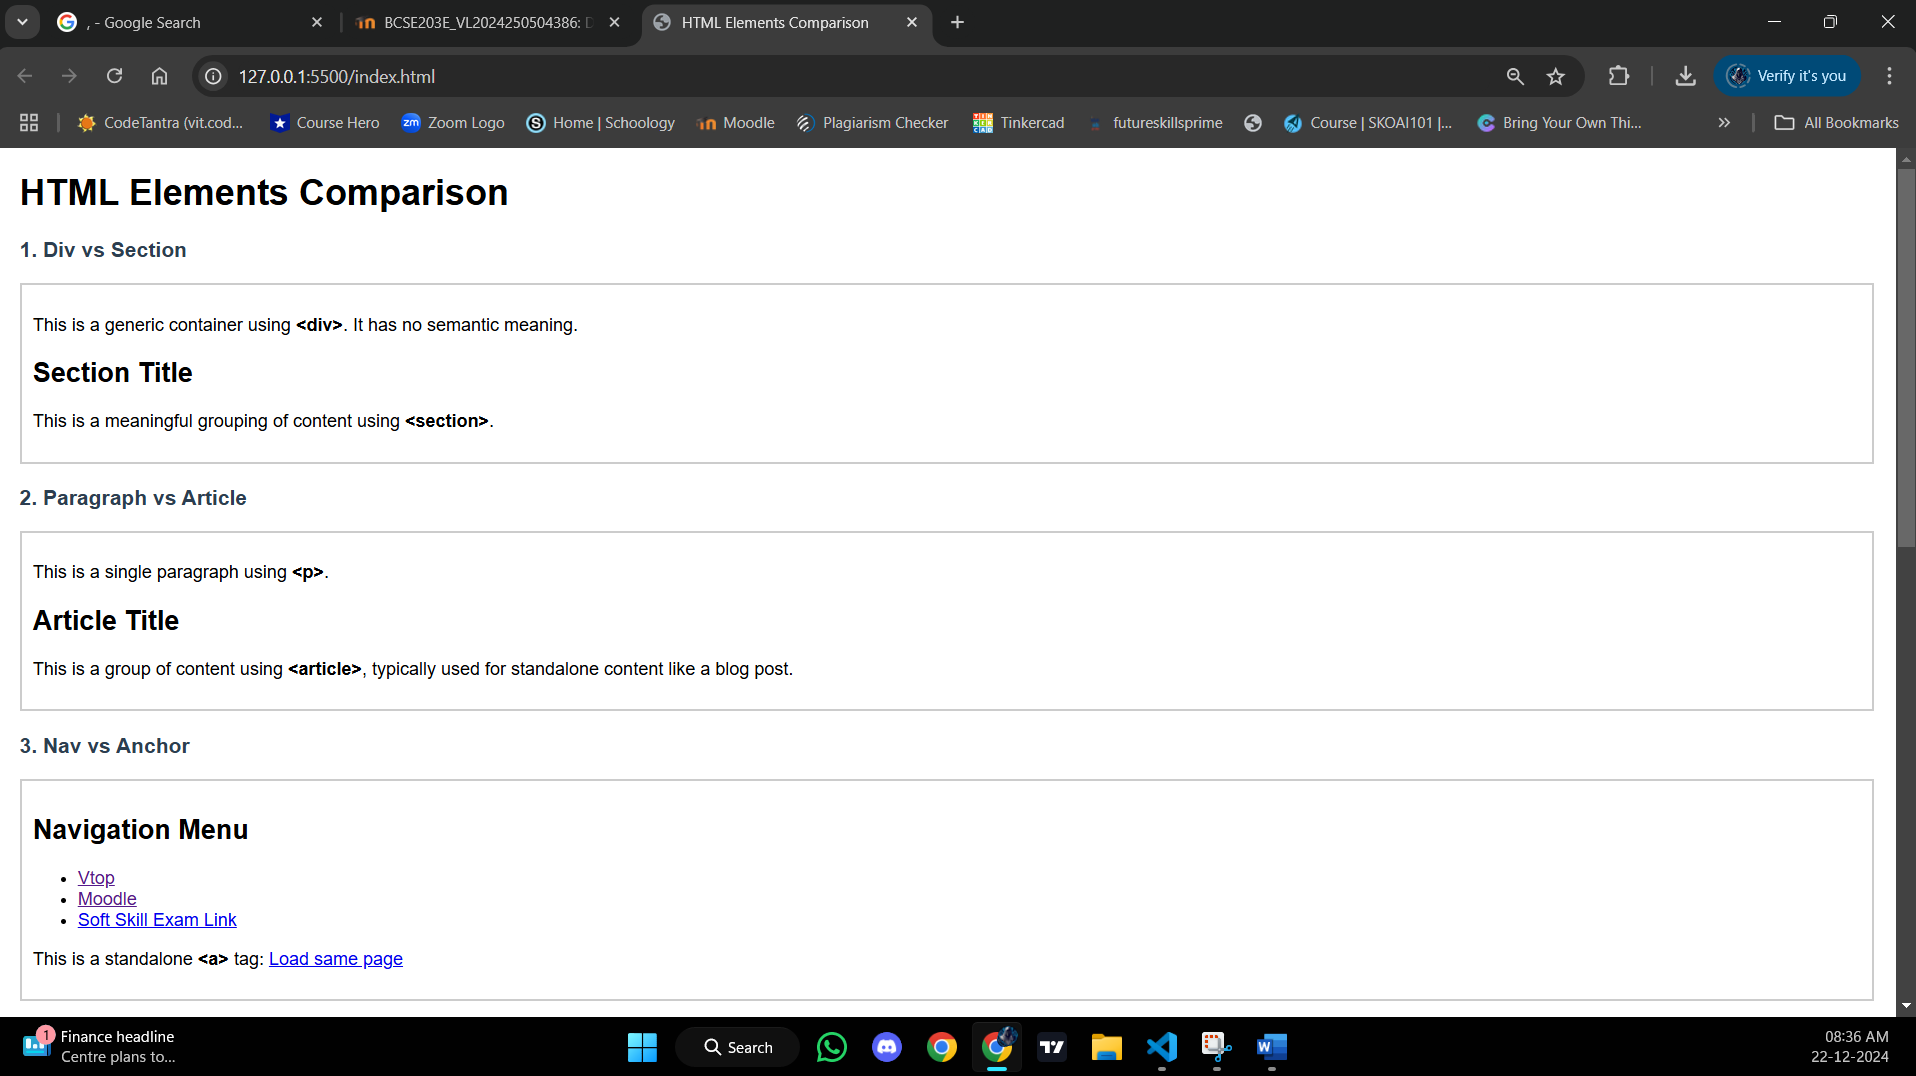 , - Google Search
BCSE203E_VL2024250504386: D
HTML Elements Comparison
127.0.0.1:5500/index.html
Verify it's you
CodeTantra (vit.cod...
Course Hero
zm Zoom Logo
S Home | Schoology
Moodle
Plagiarism Checker
TIN KER CAD Tinkercad
futureskillsprime
Course | SKOAI101 |...
Bring Your Own Thi...
All Bookmarks
HTML Elements Comparison
1. Div vs Section
This is a generic container using <div>. It has no semantic meaning.
Section Title
This is a meaningful grouping of content using <section>.
2. Paragraph vs Article
This is a single paragraph using <p>.
Article Title
This is a group of content using <article>, typically used for standalone content like a blog post.
3. Nav vs Anchor
Navigation Menu
Vtop
Moodle
Soft Skill Exam Link
This is a standalone <a> tag: Load same page
1
Finance headline
Centre plans to...
Search
W
08:36 AM
22-12-2024